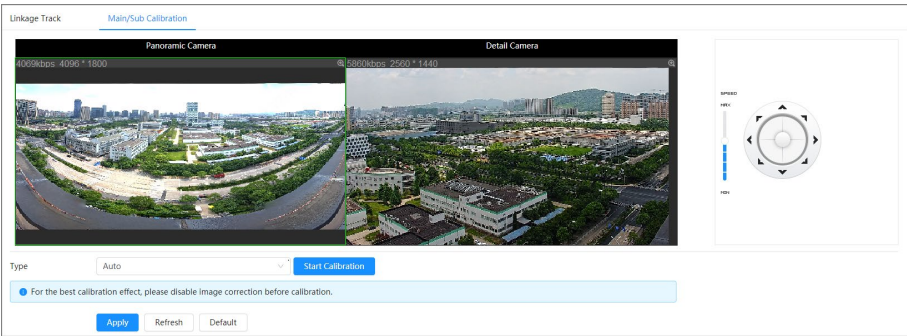 Linkage Track Main/Sub Calibration
Panoramic Camera Detail Camera
4069kbps 4096 * 1800 5860kbps 2560 * 1440
SPEED
MAX
MIN
Type Auto Start Calibration
For the best calibration effect, please disable image correction before calibration.
Apply Refresh Default